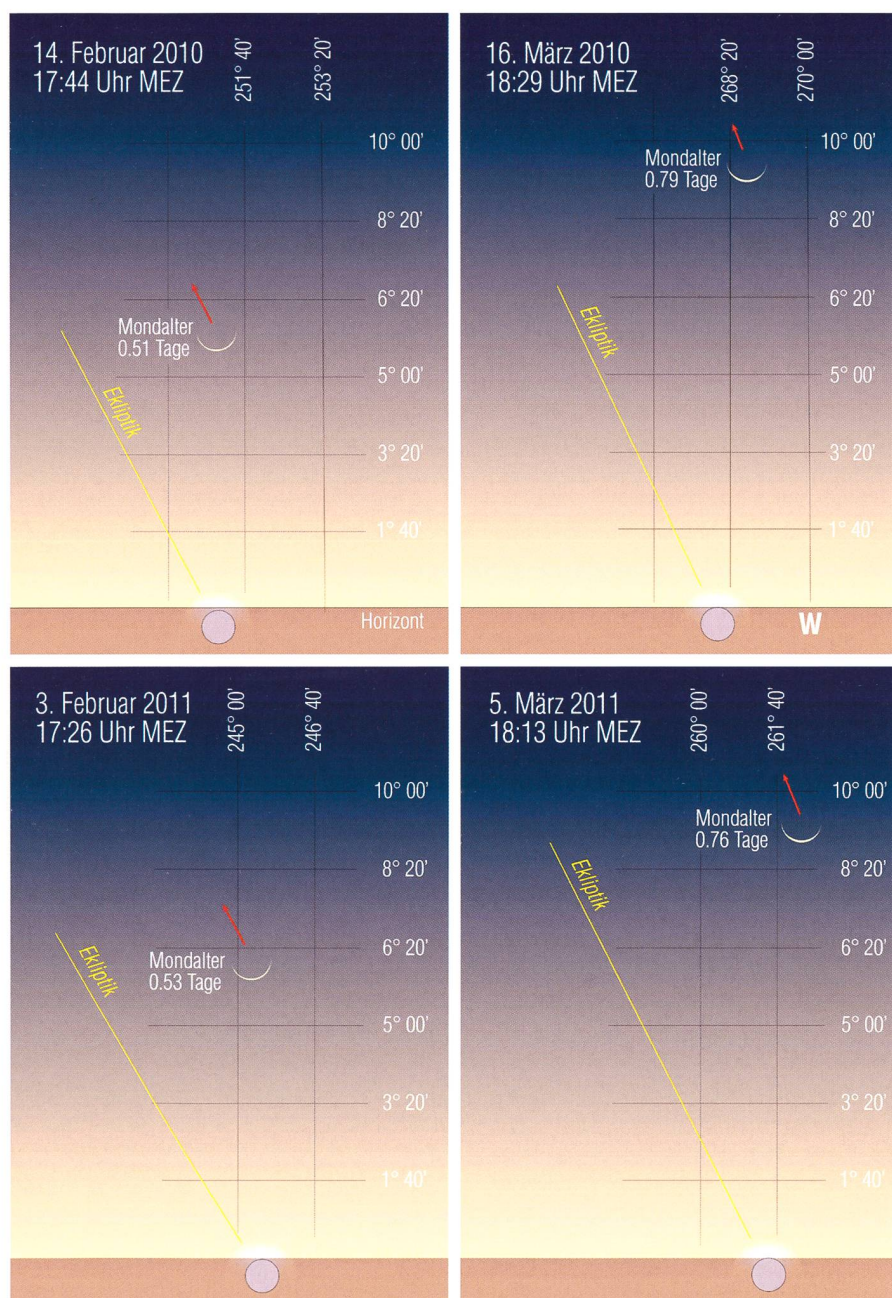 14. Februar 2010
17:44 Uhr MEZ
251° 40'
253° 20'
10° 00'
8° 20'
6° 20'
Mondalter
0.51 Tage
5° 00'
Ekliptik
3° 20'
1° 40'
Horizont
16. März 2010
18:29 Uhr MEZ
268° 20'
270° 00'
10° 00'
Mondalter
0.79 Tage
8° 20'
6° 20'
Ekliptik
5° 00'
3° 20'
1° 40'
W
3. Februar 2011
17:26 Uhr MEZ
245° 00'
246° 40'
10° 00'
8° 20'
6° 20'
Mondalter
0.53 Tage
Ekliptik
5° 00'
3° 20'
1° 40'
5. März 2011
18:13 Uhr MEZ
260° 00'
261° 40'
10° 00'
Mondalter
0.76 Tage
8° 20'
Ekliptik
6° 20'
5° 00'
3° 20'
1° 40'